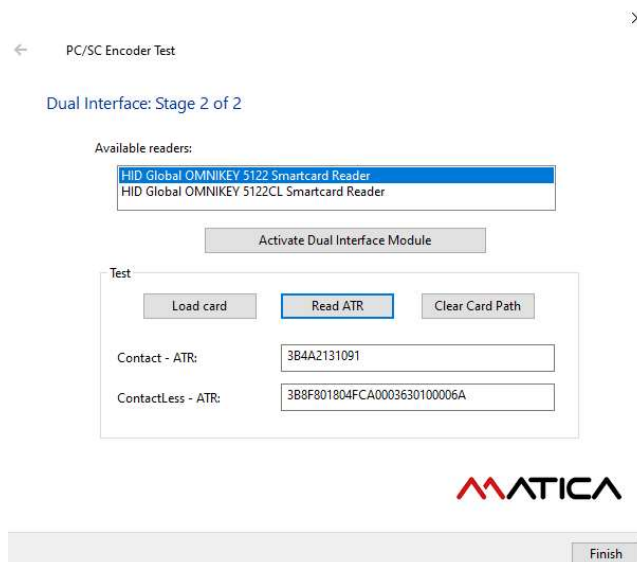 PC/SC Encoder Test
Dual Interface: Stage 2 of 2
Available readers:
HID Global OMNIKEY 5122 Smartcard Reader
HID Global OMNIKEY 5122CL Smartcard Reader
Activate Dual Interface Module
Test
Load card Read ATR Clear Card Path
Contact - ATR: 3B4A2131091
ContactLess - ATR: 3B8F801804FCA0003630100006A
MATICA
Finish